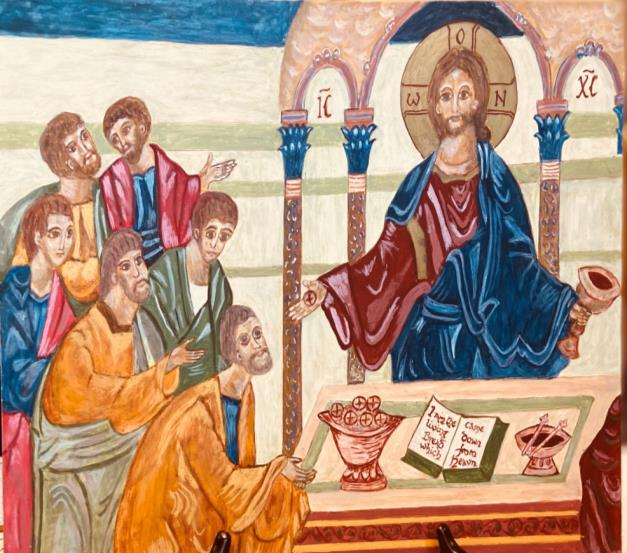 O
ω N
IC̃
XC̃
I am the
living
Bread
which
came
Down
from
Heaven